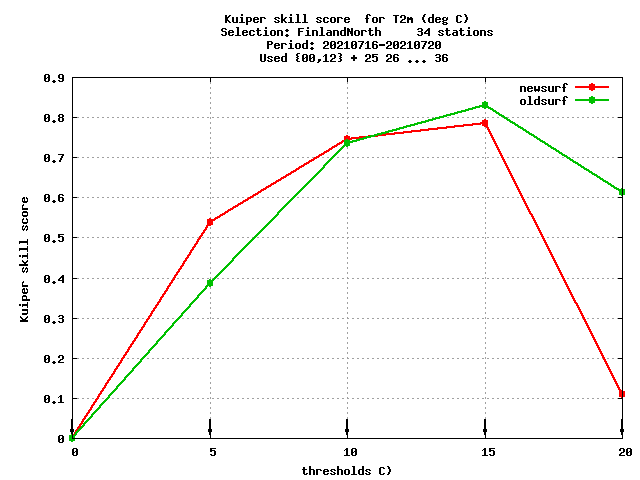 Kuiper skill score  for T2m (deg C)
Selection: FinlandNorth     34 stations
Period: 20210716-20210720
Used {00,12} + 25 26 ... 36
newsurf
oldsurf
Kuiper skill score
0.9
0.8
0.7
0.6
0.5
0.4
0.3
0.2
0.1
0
0 5 10 15 20
thresholds C)